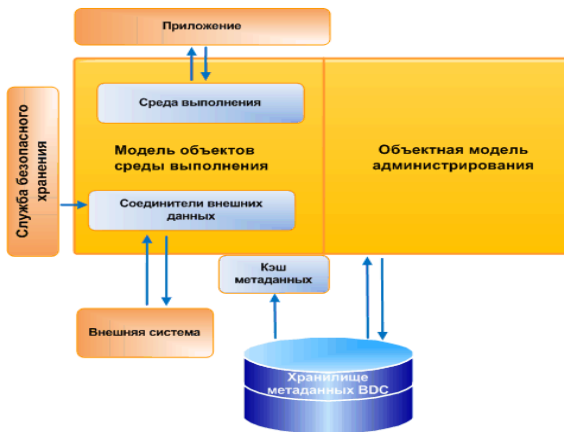 Приложение
Среда выполнения
Модель объектов
среды выполнения
Объектная модель
администрирования
Служба безопасного
хранения
Соединители внешних
данных
Кэш
метаданных
Внешняя система
Хранилище
метаданных BDC